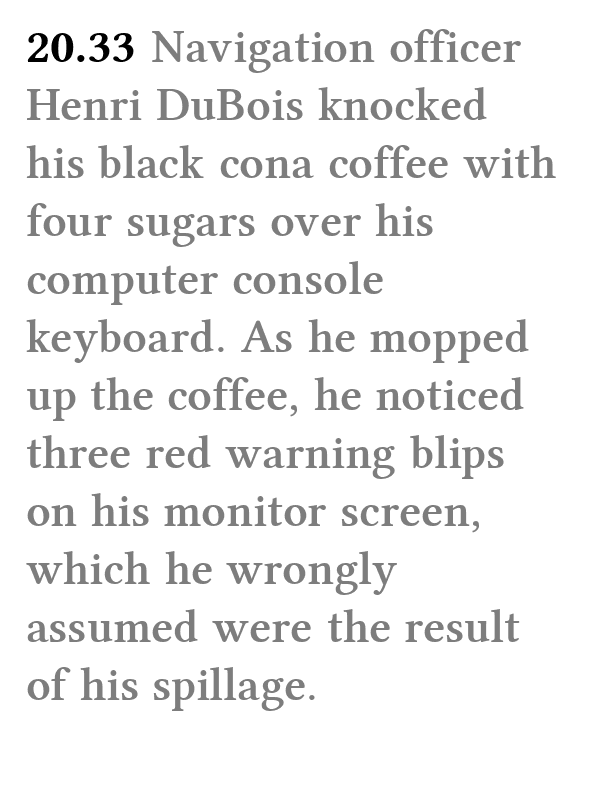 20.33 Navigation officer
Henri DuBois knocked
his black cona coffee with
four sugars over his
computer console
keyboard. As he mopped
up the coffee, he noticed
three red warning blips
on his monitor screen,
which he wrongly
assumed were the result
of his spillage.